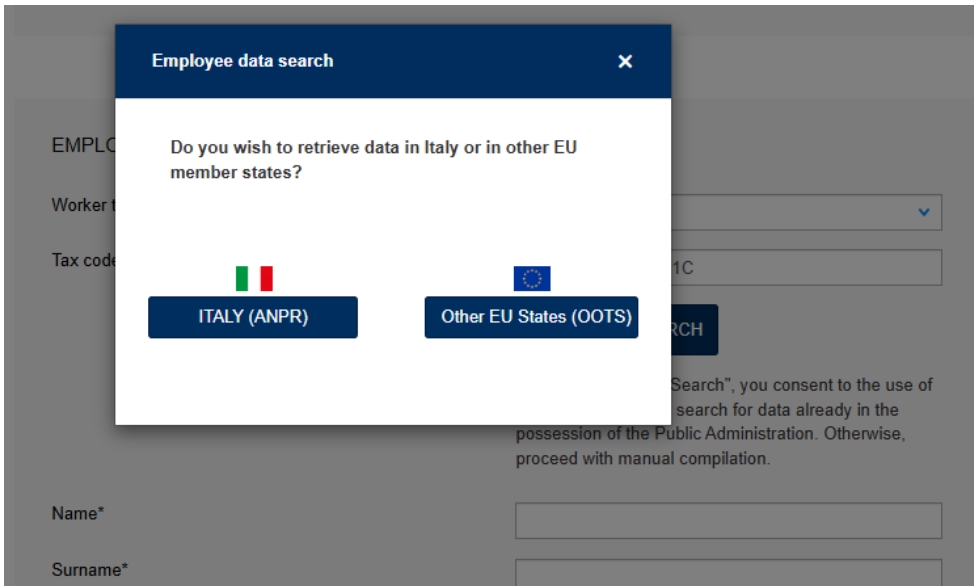 Employee data search ×
EMPLO
Do you wish to retrieve data in Italy or in other EU
member states?
Worker t
Tax code
1C
ITALY (ANPR)
Other EU States (OOTS)
RCH
Search", you consent to the use of
search for data already in the
possession of the Public Administration. Otherwise,
proceed with manual compilation.
Name*
Surname*